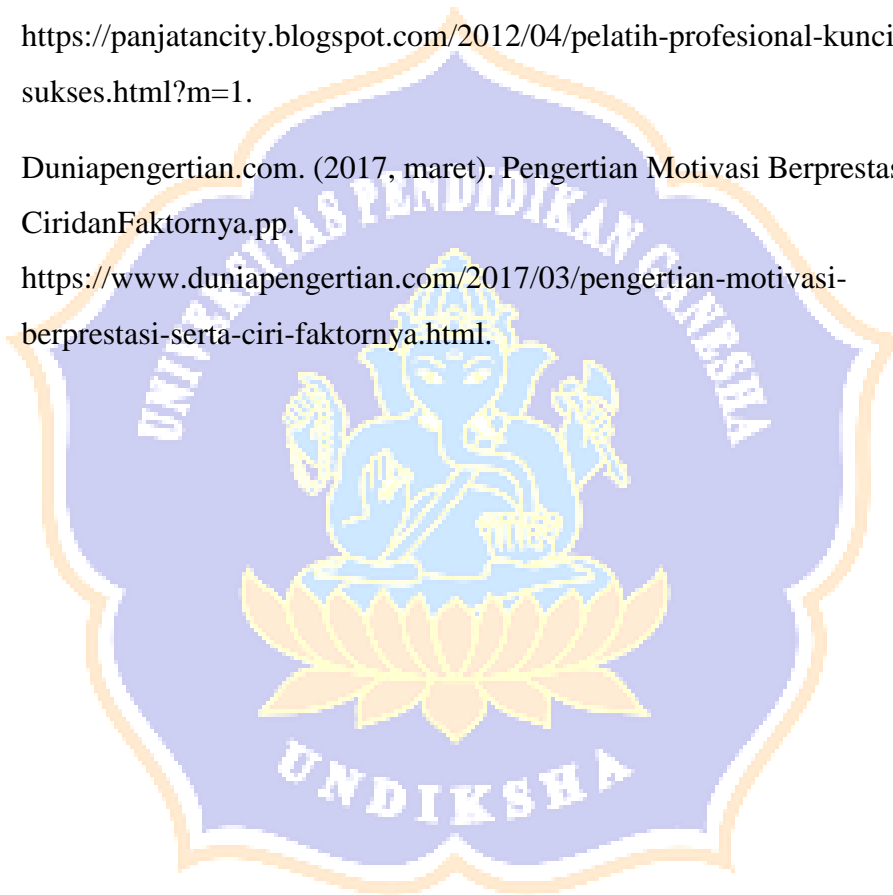 https://panjatancity.blogspot.com/2012/04/pelatih-profesional-kunci
sukses.html?m=1.
Duniapengertian.com. (2017, maret). Pengertian Motivasi Berprestas
CiridanFaktornya.pp.
https://www.duniapengertian.com/2017/03/pengertian-motivasi-
berprestasi-serta-ciri-faktornya.html.
UNIVERSITAS PENDIDIKAN GANESHA
UNDIKSHA